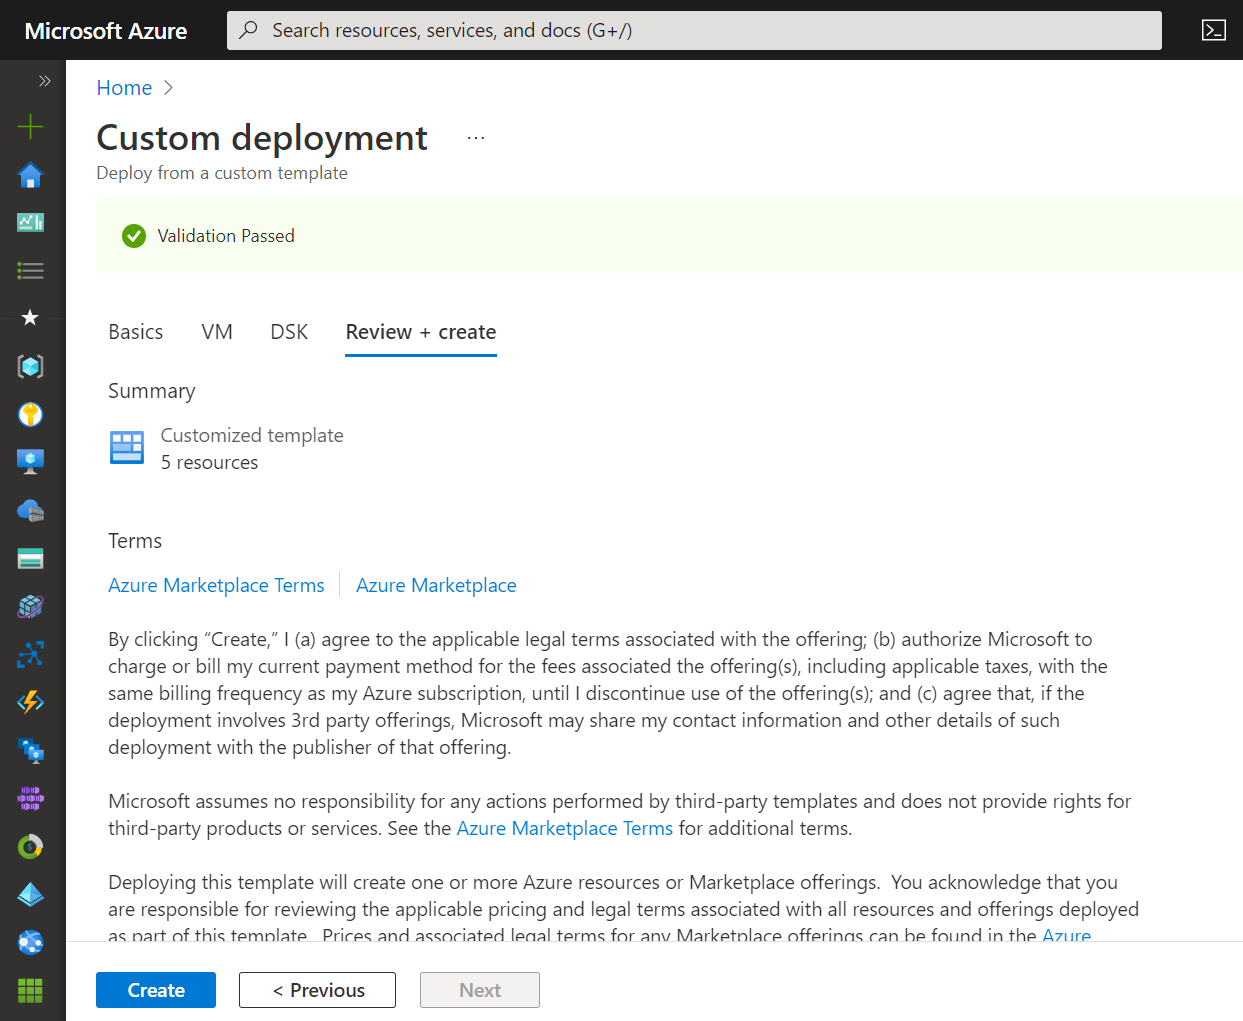 Microsoft Azure
Search resources, services, and docs (G+/)
Home
Custom deployment
Deploy from a custom template
Validation Passed
Basics VM DSK Review + create
Summary
Customized template
5 resources
Terms
Azure Marketplace Terms Azure Marketplace
By clicking “Create,” I (a) agree to the applicable legal terms associated with the offering; (b) authorize Microsoft to
charge or bill my current payment method for the fees associated the offering(s), including applicable taxes, with the
same billing frequency as my Azure subscription, until I discontinue use of the offering(s); and (c) agree that, if the
deployment involves 3rd party offerings, Microsoft may share my contact information and other details of such
deployment with the publisher of that offering.
Microsoft assumes no responsibility for any actions performed by third-party templates and does not provide rights for
third-party products or services. See the Azure Marketplace Terms for additional terms.
Deploying this template will create one or more Azure resources or Marketplace offerings. You acknowledge that you
are responsible for reviewing the applicable pricing and legal terms associated with all resources and offerings deployed
as part of this template. Prices and associated legal terms for any Marketplace offerings can be found in the Azure
Create < Previous Next